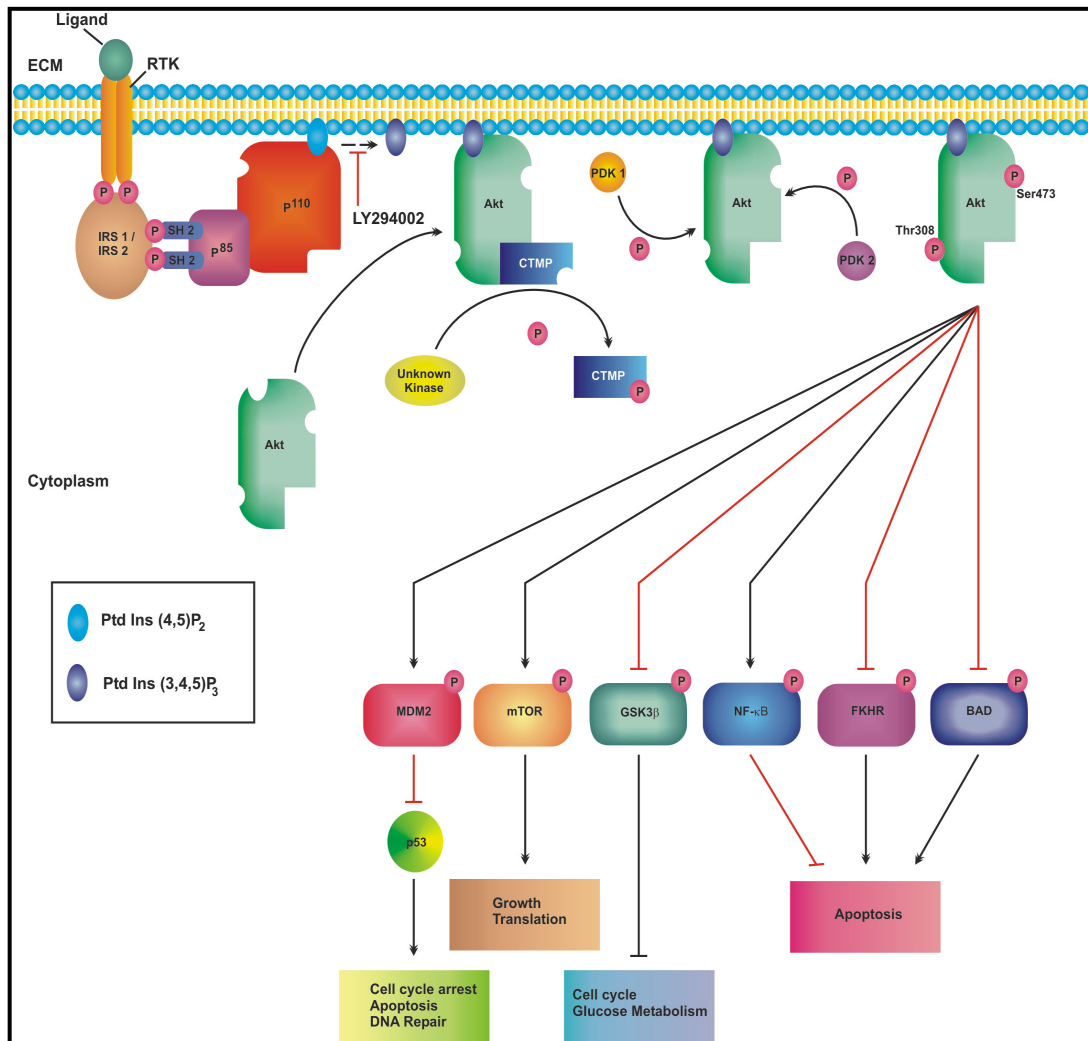 Ligand
ECM
RTK
P
P
IRS 1 /
IRS 2
P
SH 2
P
SH 2
P85
P110
LY294002
Akt
CTMP
PDK 1
P
Akt
P
PDK 2
Akt
P
Ser473
Thr308
P
Unknown
Kinase
P
CTMP
P
Akt
Cytoplasm
Ptd Ins (4,5)P2
Ptd Ins (3,4,5)P3
MDM2
P
mTOR
P
GSK3β
P
NF-κB
P
FKHR
P
BAD
P
p53
Growth
Translation
Apoptosis
Cell cycle arrest
Apoptosis
DNA Repair
Cell cycle
Glucose Metabolism